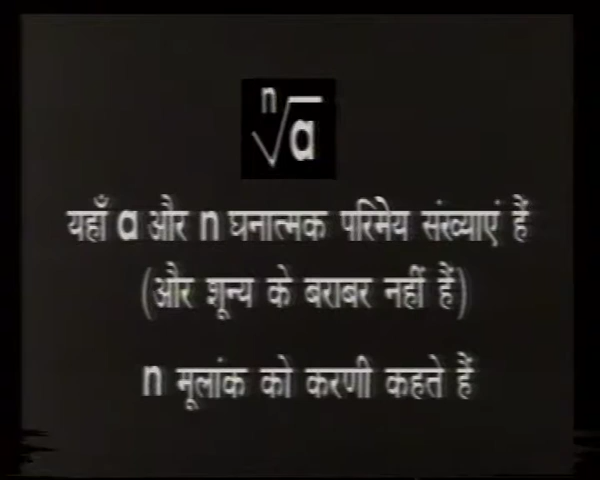 ⁿ√a
यहाँ a और n घनात्मक परिमेय संख्याएं हैं
(और शून्य के बराबर नहीं हैं)
n मूलांक को करणी कहते हैं